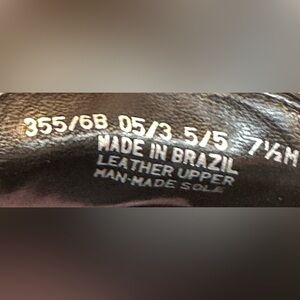 355/6B 05/3 5/5 7½M
MADE IN BRAZIL
LEATHER UPPER
MAN-MADE SOLE